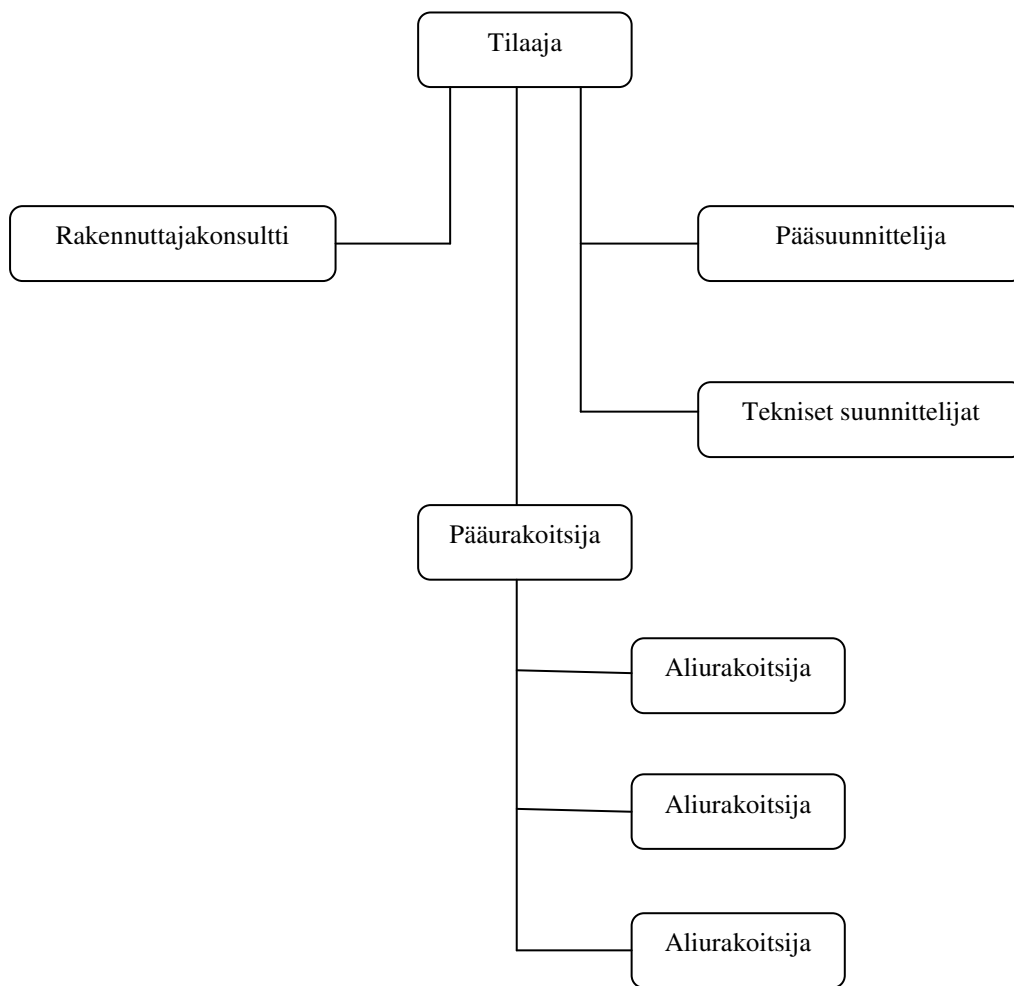 Tilaaja
Rakennuttajakonsultti
Pääsuunnittelija
Tekniset suunnittelijat
Pääurakoitsija
Aliurakoitsija
Aliurakoitsija
Aliurakoitsija